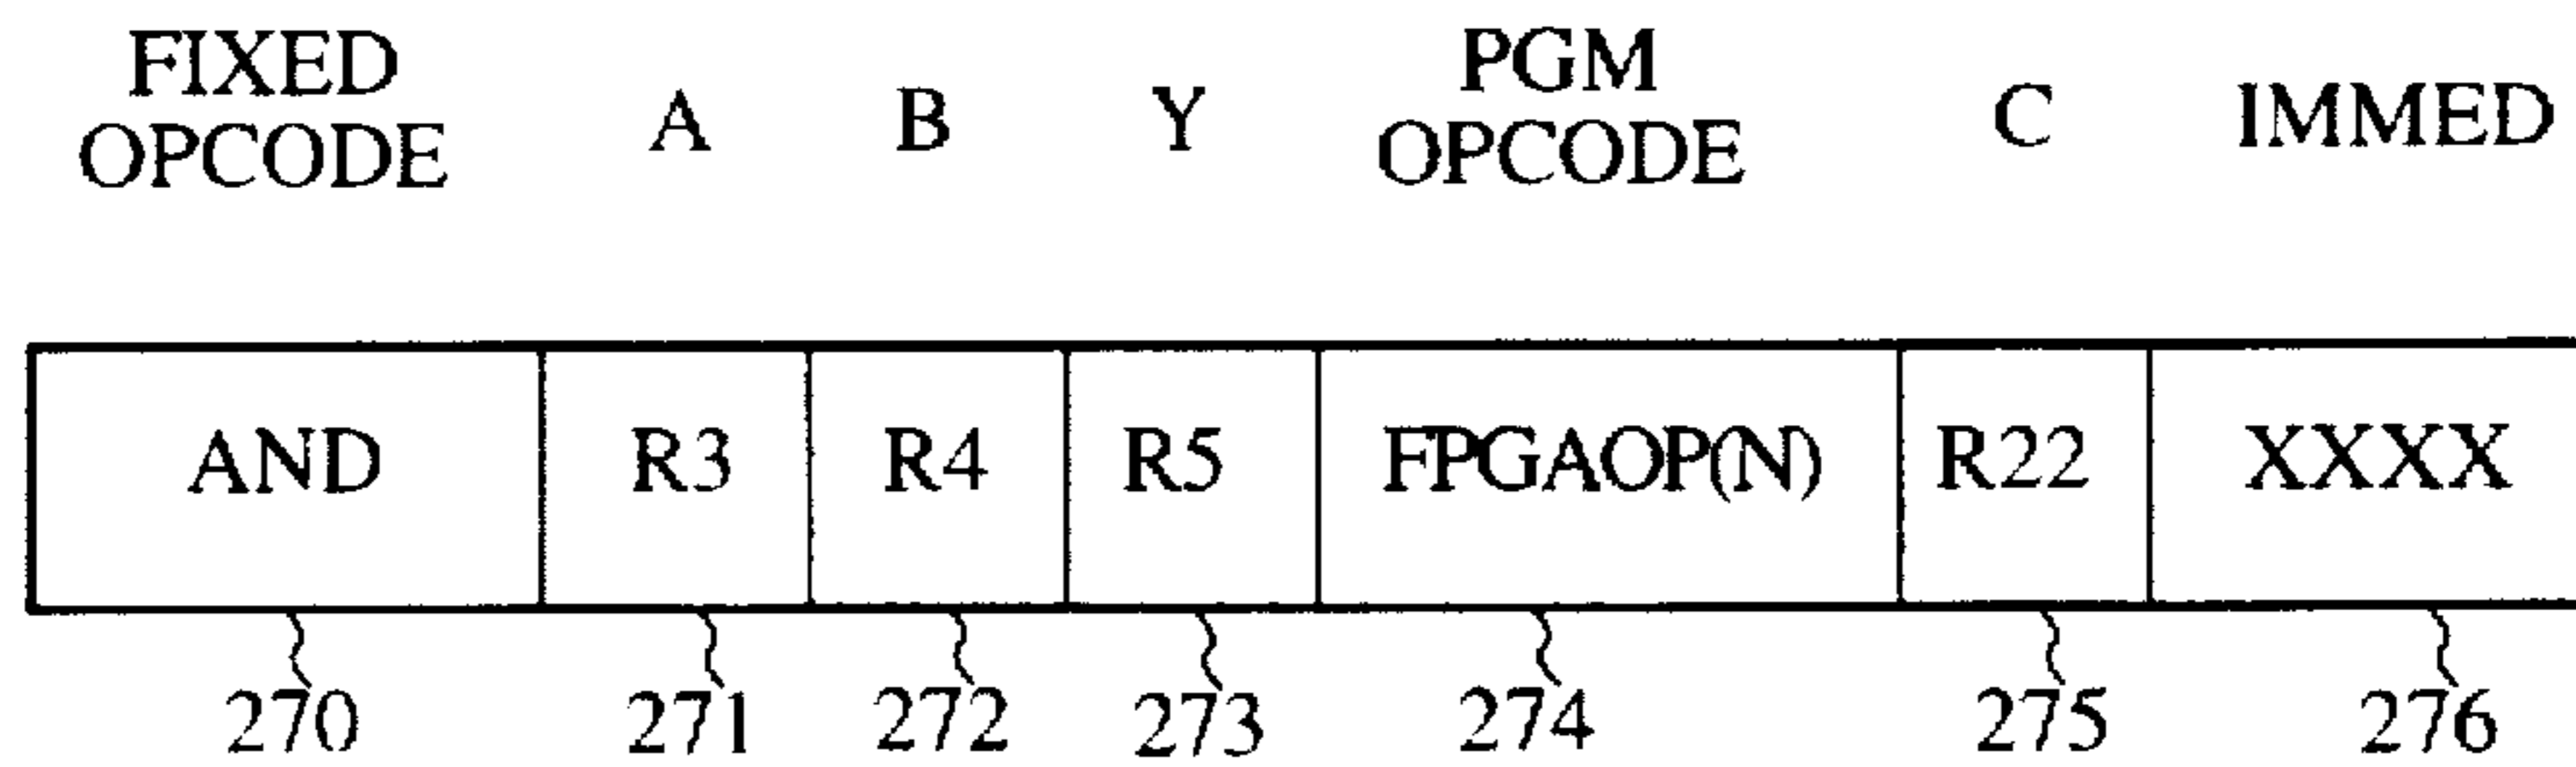 FIXED OPCODE A B Y PGM OPCODE C IMMED
AND R3 R4 R5 FPGAOP(N) R22 XXXX
270 271 272 273 274 275 276